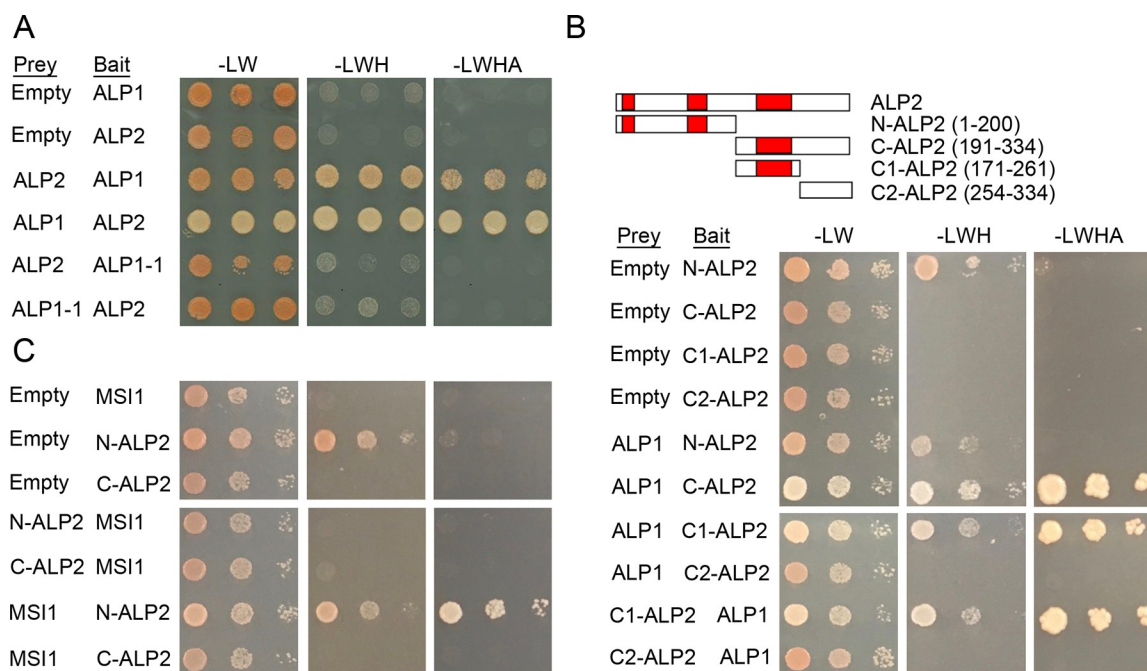 A
Prey Bait -LW -LWH -LWHA
Empty ALP1
Empty ALP2
ALP2 ALP1
ALP1 ALP2
ALP2 ALP1-1
ALP1-1 ALP2
B
ALP2
N-ALP2 (1-200)
C-ALP2 (191-334)
C1-ALP2 (171-261)
C2-ALP2 (254-334)
Prey Bait -LW -LWH -LWHA
Empty N-ALP2
Empty C-ALP2
Empty C1-ALP2
Empty C2-ALP2
ALP1 N-ALP2
ALP1 C-ALP2
ALP1 C1-ALP2
ALP1 C2-ALP2
C1-ALP2 ALP1
C2-ALP2 ALP1
C
Empty MSI1
Empty N-ALP2
Empty C-ALP2
N-ALP2 MSI1
C-ALP2 MSI1
MSI1 N-ALP2
MSI1 C-ALP2